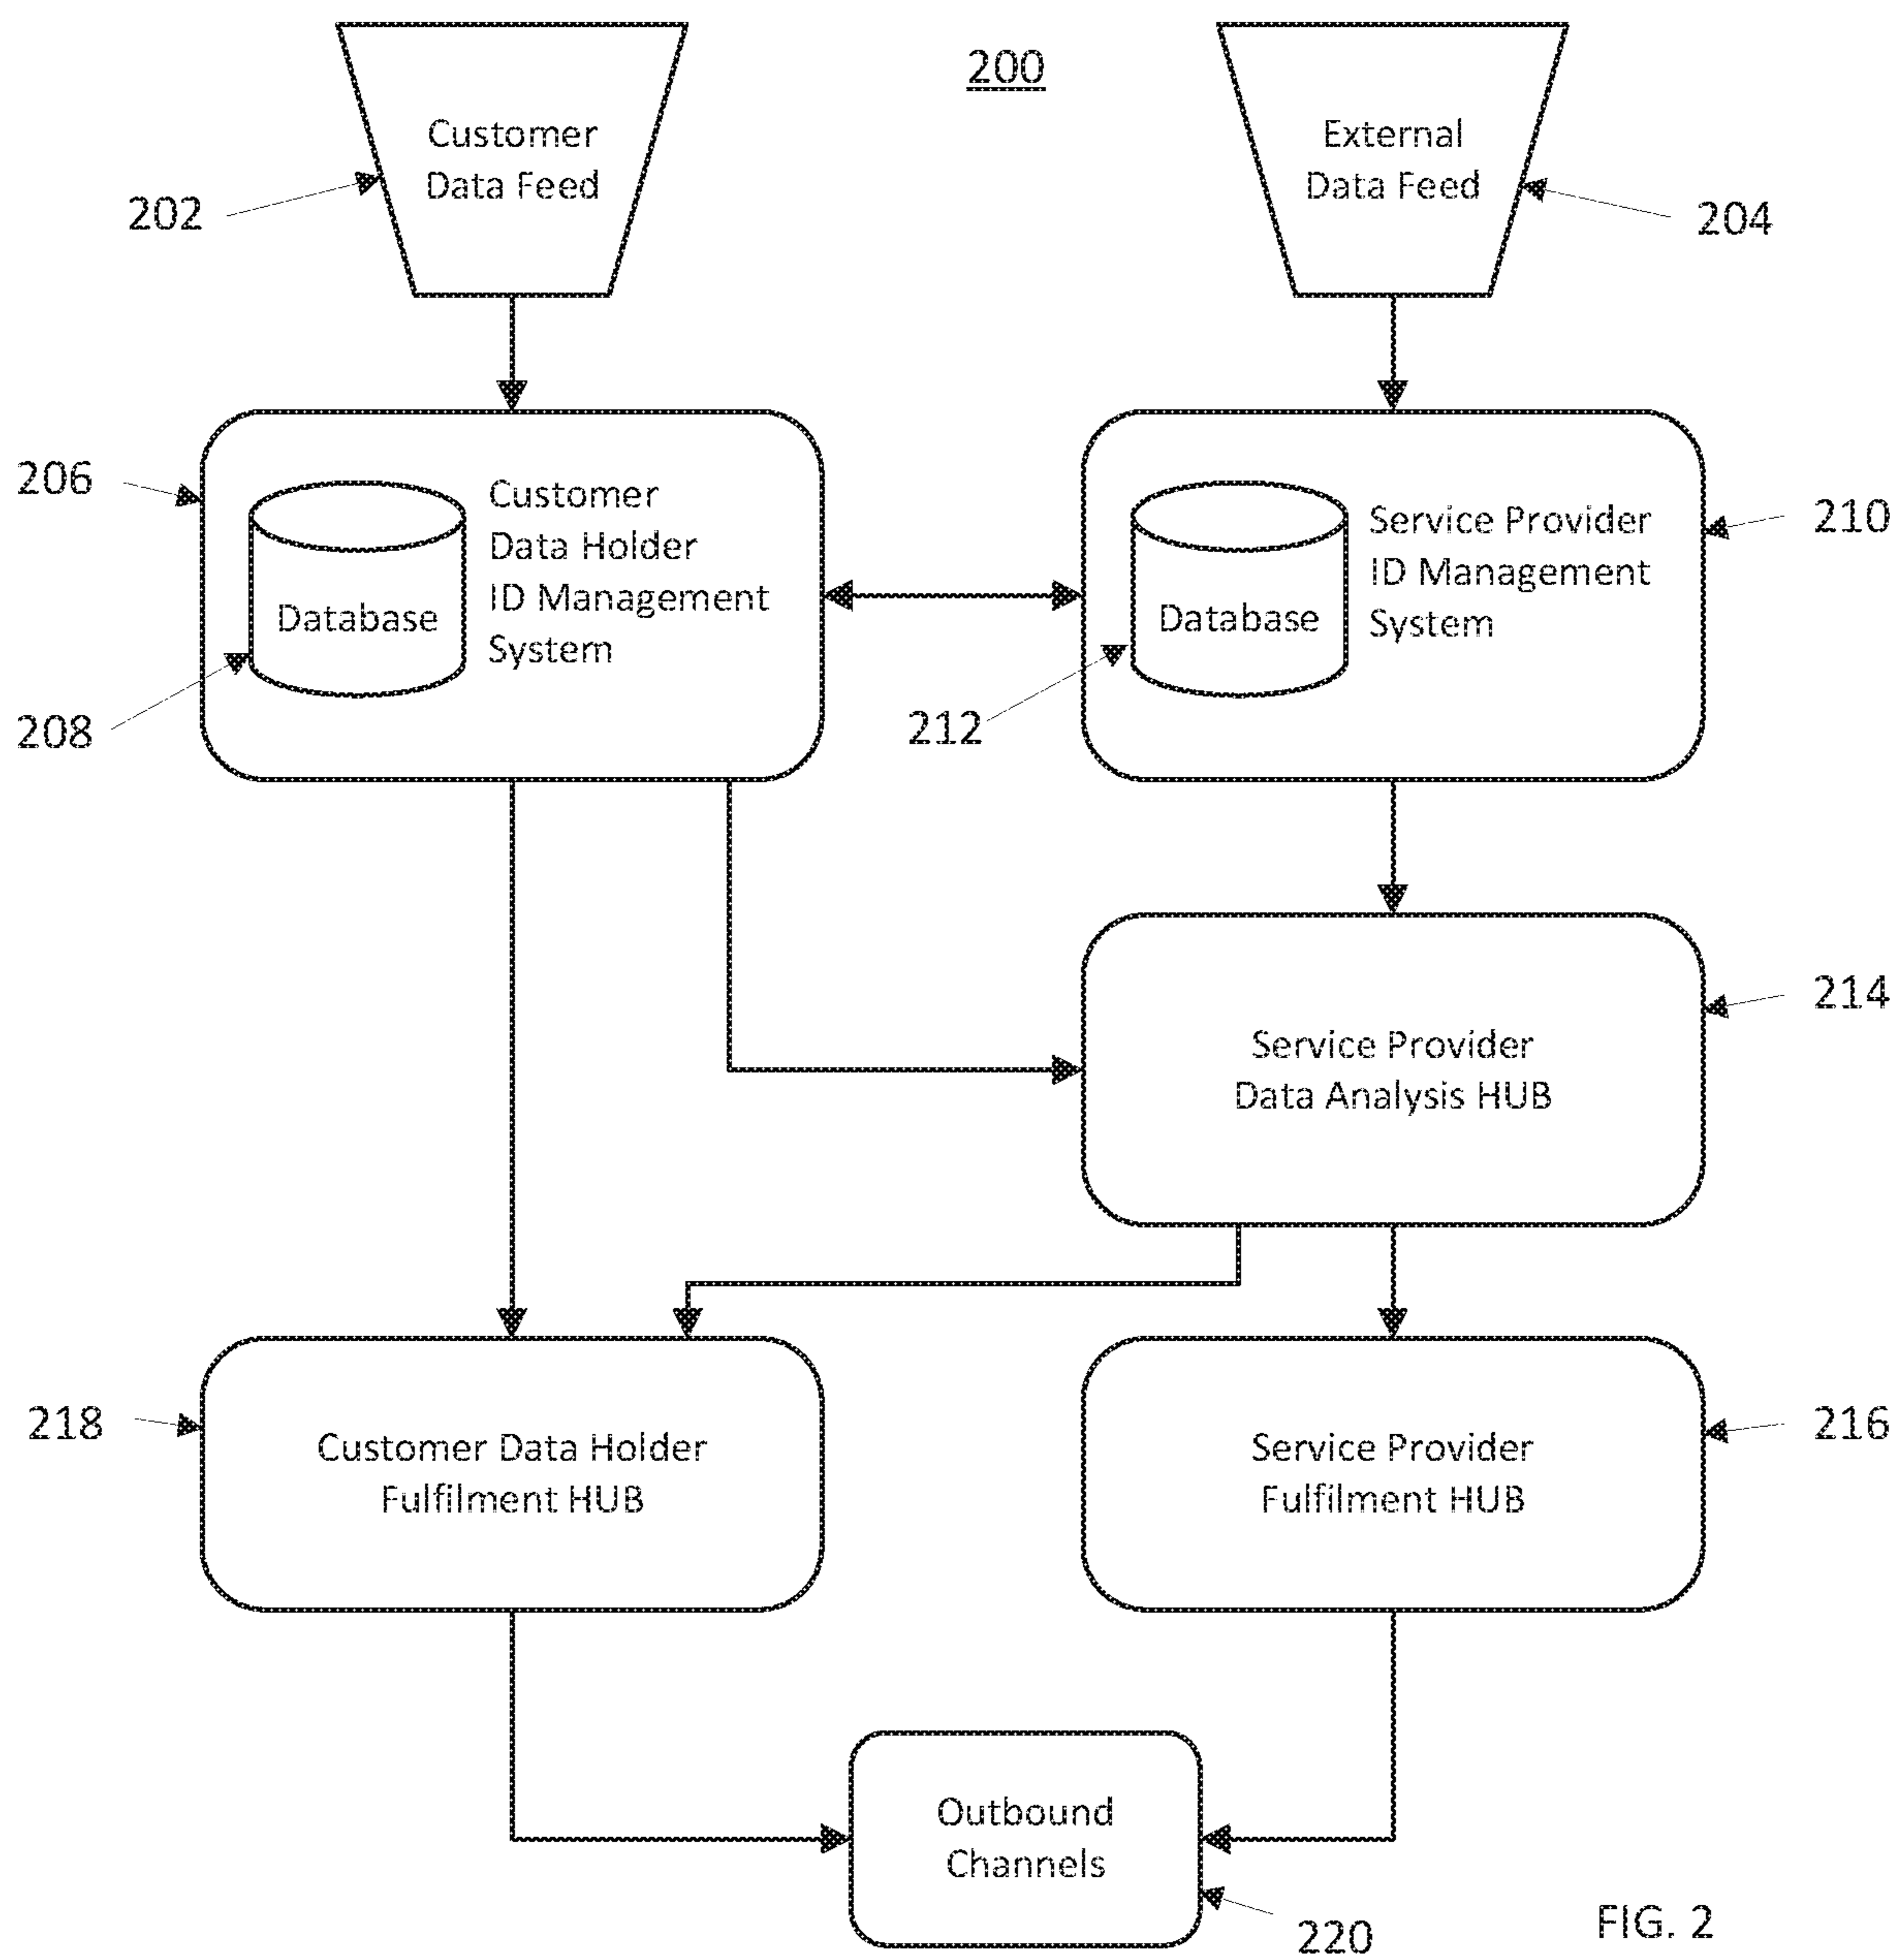 200
Customer
Data Feed
202
External
Data Feed
204
206
Customer
Data Holder
ID Management
System
Database
208
Service Provider
ID Management
System
Database
210
212
Service Provider
Data Analysis HUB
214
218
Customer Data Holder
Fulfilment HUB
Service Provider
Fulfilment HUB
216
Outbound
Channels
220
FIG. 2